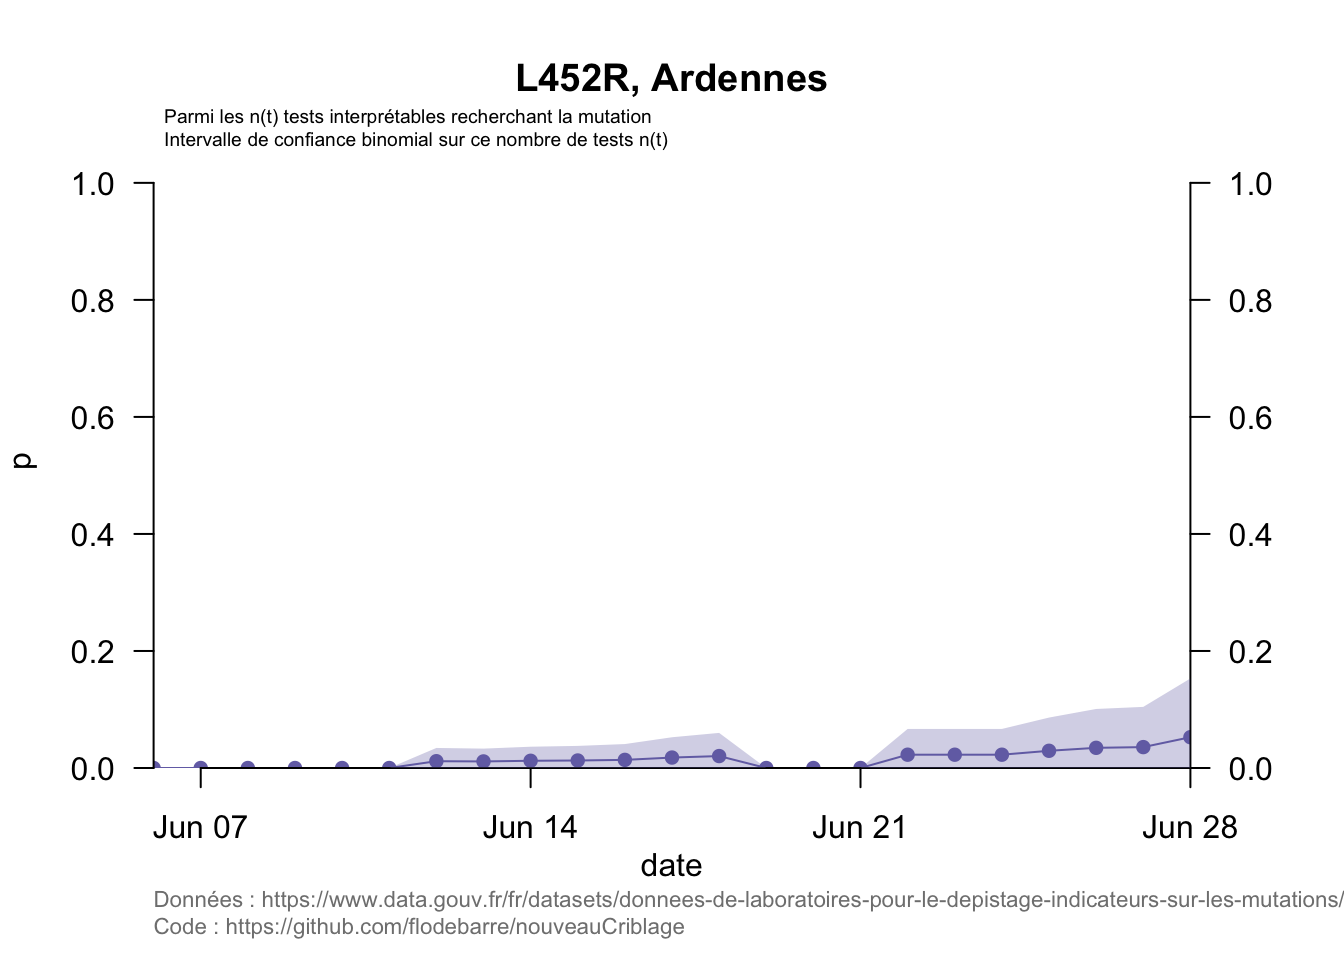 L452R, Ardennes
Parmi les n(t) tests interprétables recherchant la mutation
Intervalle de confiance binomial sur ce nombre de tests n(t)
1.0 1.0
0.8 0.8
0.6 0.6
p
0.4 0.4
0.2 0.2
0.0 0.0
Jun 07 Jun 14 Jun 21 Jun 28
date
Données : https://www.data.gouv.fr/fr/datasets/donnees-de-laboratoires-pour-le-depistage-indicateurs-sur-les-mutations/
Code : https://github.com/flodebarre/nouveauCriblage